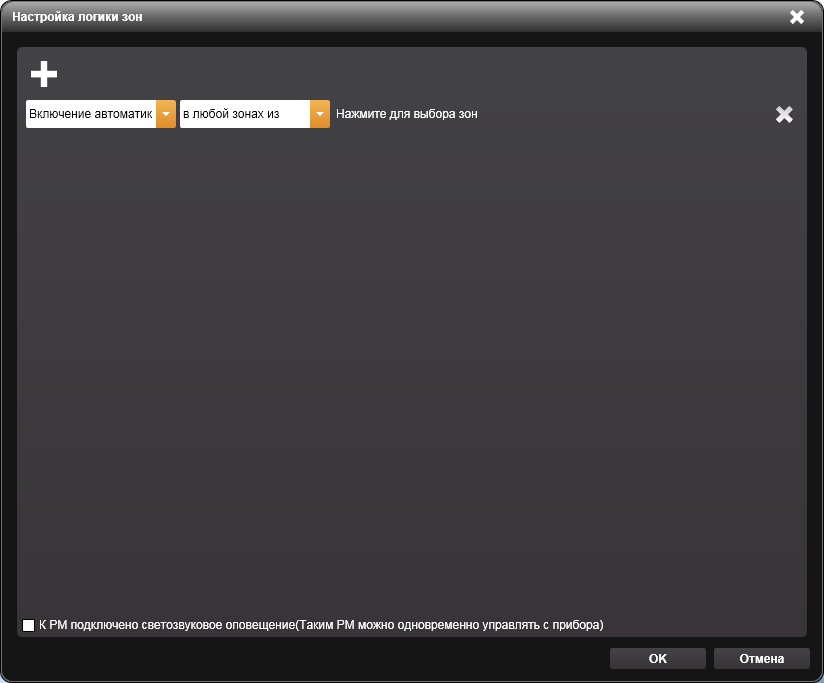 Настройка логики зон
Включение автоматик в любой зонах из Нажмите для выбора зон
К РМ подключено светозвуковое оповещение(Таким РМ можно одновременно управлять с прибора)
OK Отмена